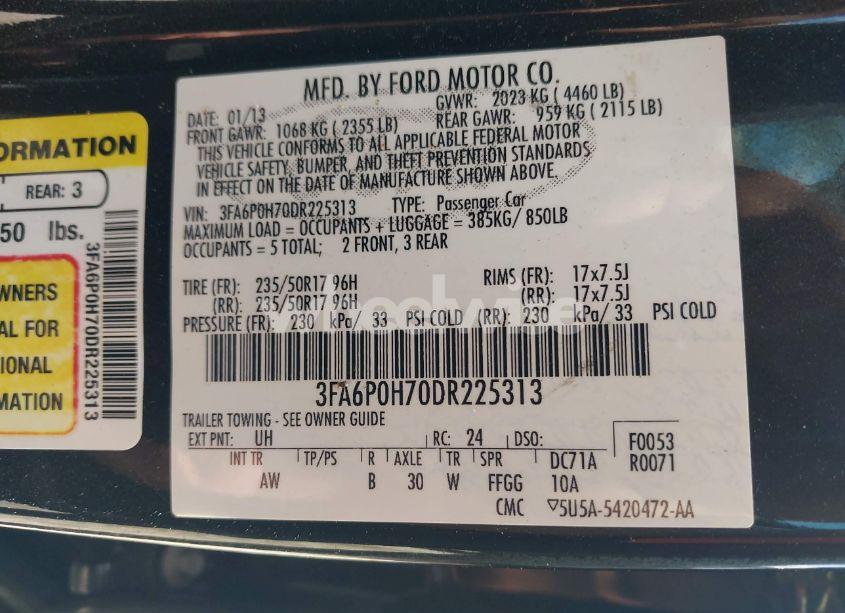 MFD. BY FORD MOTOR CO.
DATE: 01/13 GVWR: 2023 KG ( 4460 LB)
FRONT GAWR: 1068 KG ( 2355 LB) REAR GAWR: 959 KG ( 2115 LB)
THIS VEHICLE CONFORMS TO ALL APPLICABLE FEDERAL MOTOR
VEHICLE SAFETY, BUMPER, AND THEFT PREVENTION STANDARDS
IN EFFECT ON THE DATE OF MANUFACTURE SHOWN ABOVE.
VIN: 3FA6P0H70DR225313 TYPE: Passenger Car
MAXIMUM LOAD = OCCUPANTS + LUGGAGE = 385KG/ 850LB
OCCUPANTS = 5 TOTAL; 2 FRONT, 3 REAR
TIRE (FR): 235/50R17 96H RIMS (FR): 17x7.5J
(RR): 235/50R17 96H (RR): 17x7.5J
PRESSURE (FR): 230 kPa/ 33 PSI COLD (RR): 230 kPa/ 33 PSI COLD
3FA6P0H70DR225313
TRAILER TOWING - SEE OWNER GUIDE
EXT PNT: UH RC: 24 DSO: F0053
INT TR TP/PS R AXLE TR SPR DC71A R0071
AW B 30 W FFGG 10A
CMC ▽5U5A-5420472-AA
ORMATION
REAR: 3
50 lbs.
WNERS
AL FOR
IONAL
MATION
3FA6P0H70DR225313